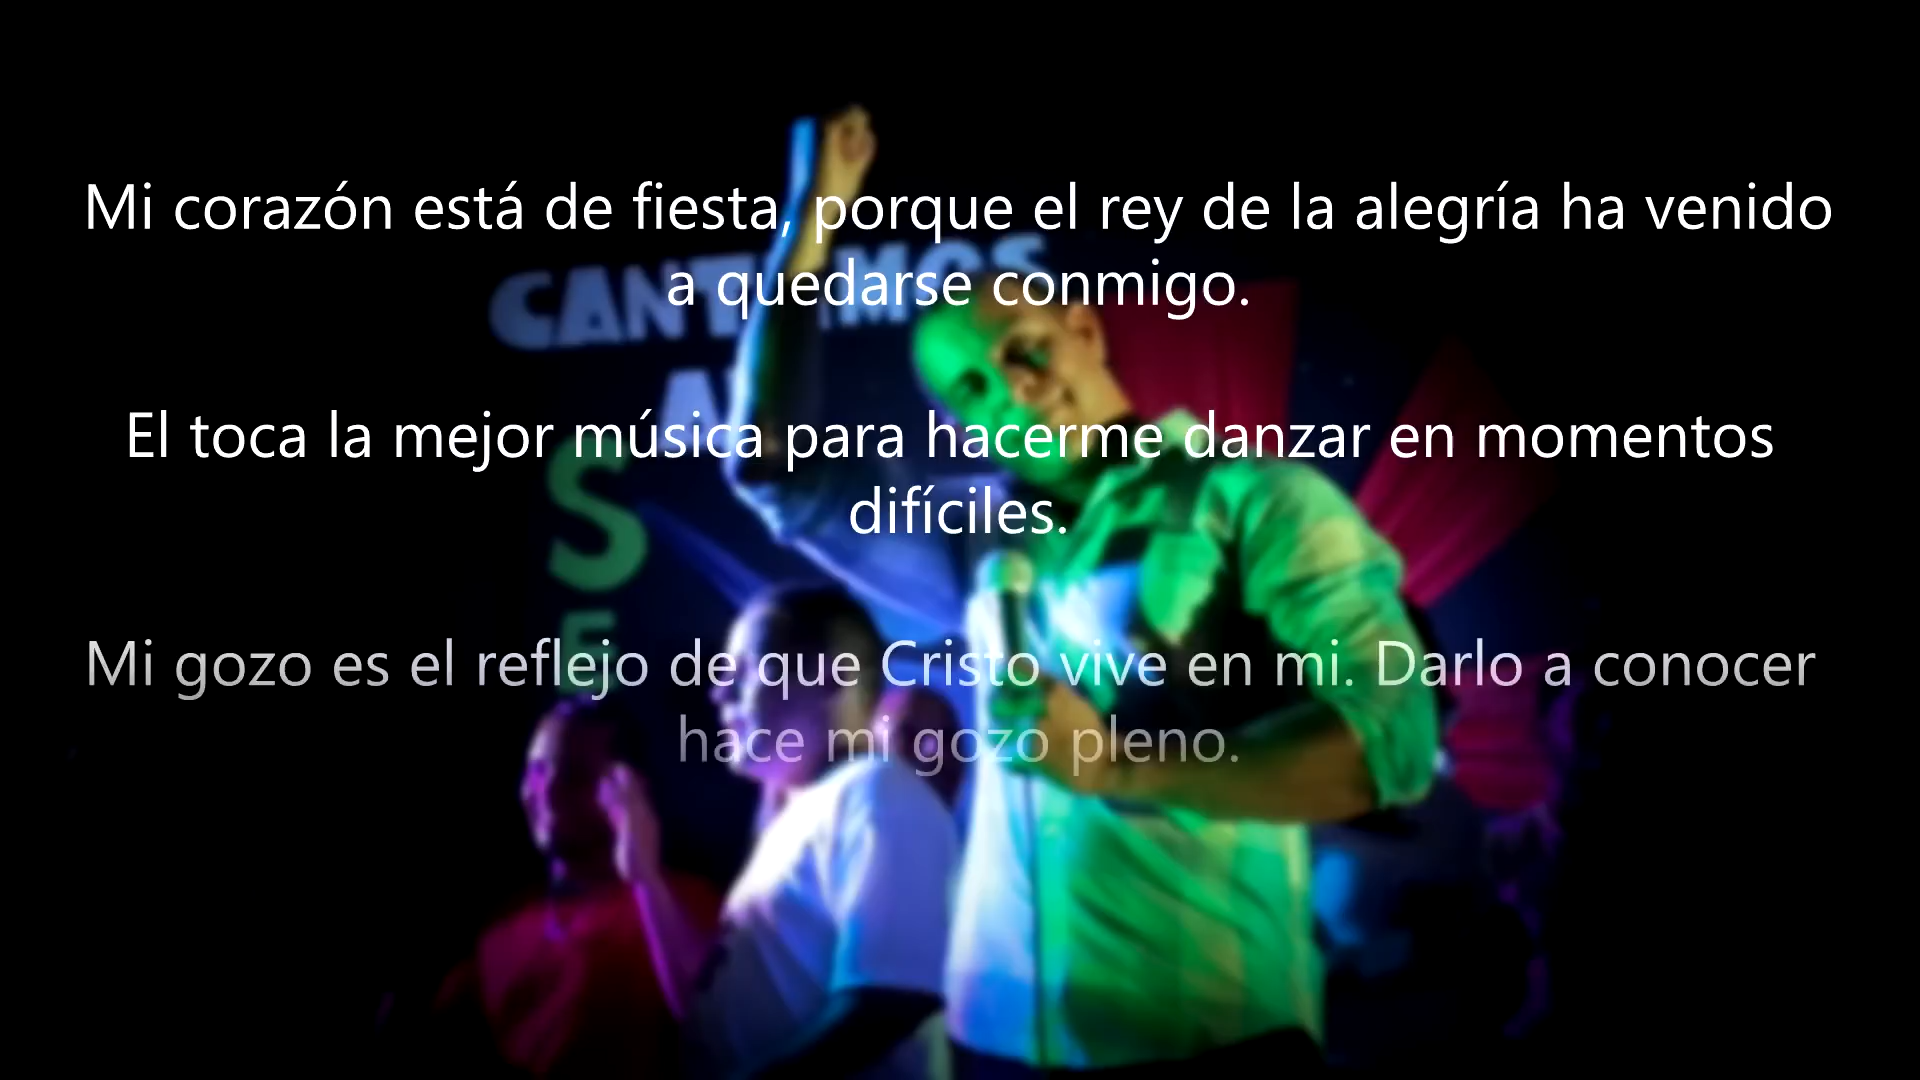 Mi corazón está de fiesta, porque el rey de la alegría ha venido
a quedarse conmigo.
El toca la mejor música para hacerme danzar en momentos
difíciles.
Mi gozo es el reflejo de que Cristo vive en mi. Darlo a conocer
hace mi gozo pleno.